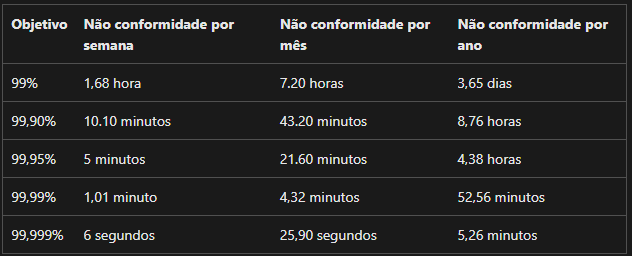 Objetivo Não conformidade por semana Não conformidade por mês Não conformidade por ano
99% 1,68 hora 7.20 horas 3,65 dias
99,90% 10.10 minutos 43.20 minutos 8,76 horas
99,95% 5 minutos 21.60 minutos 4,38 horas
99,99% 1,01 minuto 4,32 minutos 52,56 minutos
99,999% 6 segundos 25,90 segundos 5,26 minutos